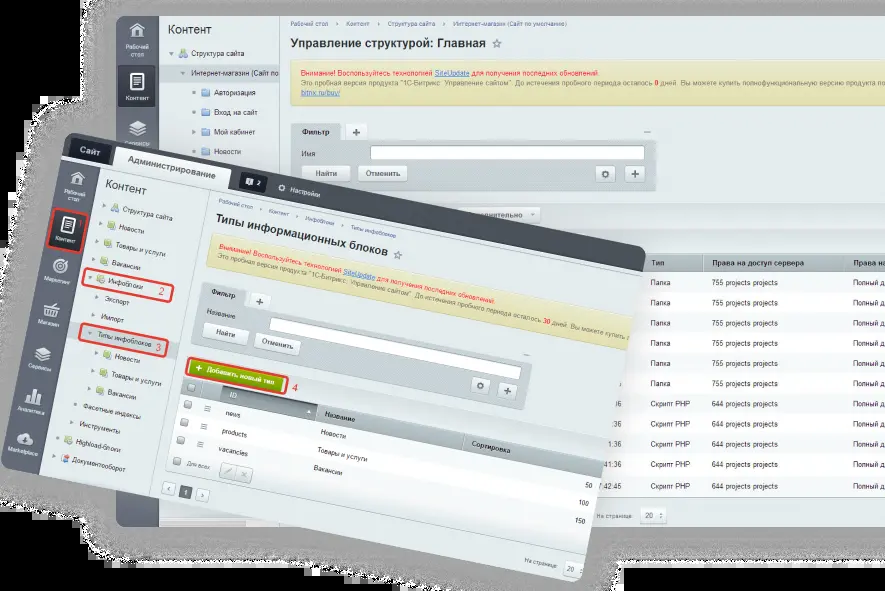 Рабочий стол
Контент
Контент
Структура сайта
Интернет-магазин (Сайт по
Авторизация
Вход на сайт
Мой кабинет
Новости
Рабочий стол
Контент
Структура сайта
Интернет-магазин (Сайт по умолчанию)
Управление структурой: Главная
Внимание! Воспользуйтесь технологией SiteUpdate для получения последних обновлений.
Это пробная версия продукта "1С-Битрикс: Управление сайтом". До истечения пробного периода осталось 0 дней. Вы можете купить полнофункциональную версию продукта по
bitrix.ru/buy/
Фильтр
Имя
Найти
Отменить
Тип
Права на доступ сервера
Права на
Папка
755 projects projects
Полный д
Папка
755 projects projects
Полный д
Папка
755 projects projects
Полный д
Папка
755 projects projects
Полный д
Папка
755 projects projects
Полный д
Папка
755 projects projects
Полный д
Скрипт PHP
644 projects projects
Полный д
Скрипт PHP
644 projects projects
Полный д
Скрипт PHP
644 projects projects
Полный д
Скрипт PHP
644 projects projects
Полный д
:42:45
Скрипт PHP
644 projects projects
Полный д
На странице:
20
Сайт
Администрирование
2
Настройки
Рабочий стол
Контент
1
Маркетинг
Магазин
Сервисы
Аналитика
Marketplace
Контент
Структура сайта
Новости
Товары и услуги
Вакансии
Инфоблоки
2
Экспорт
Импорт
Типы инфоблоков
3
Новости
Товары и услуги
Вакансии
Фасетные индексы
Инструменты
Highload-блоки
Документооборот
Рабочий стол
Контент
Инфоблоки
Типы инфоблоков
Типы информационных блоков
Внимание! Воспользуйтесь технологией SiteUpdate для получения последних обновлений.
Это пробная версия продукта "1С-Битрикс: Управление сайтом". До истечения пробного периода осталось 30 дней. Вы можете купить
Фильтр
Название
Найти
Отменить
Добавить новый тип
4
ID
Название
Сортировка
news
Новости
50
products
Товары и услуги
100
vacancies
Вакансии
150
Для всех
1
На странице:
20